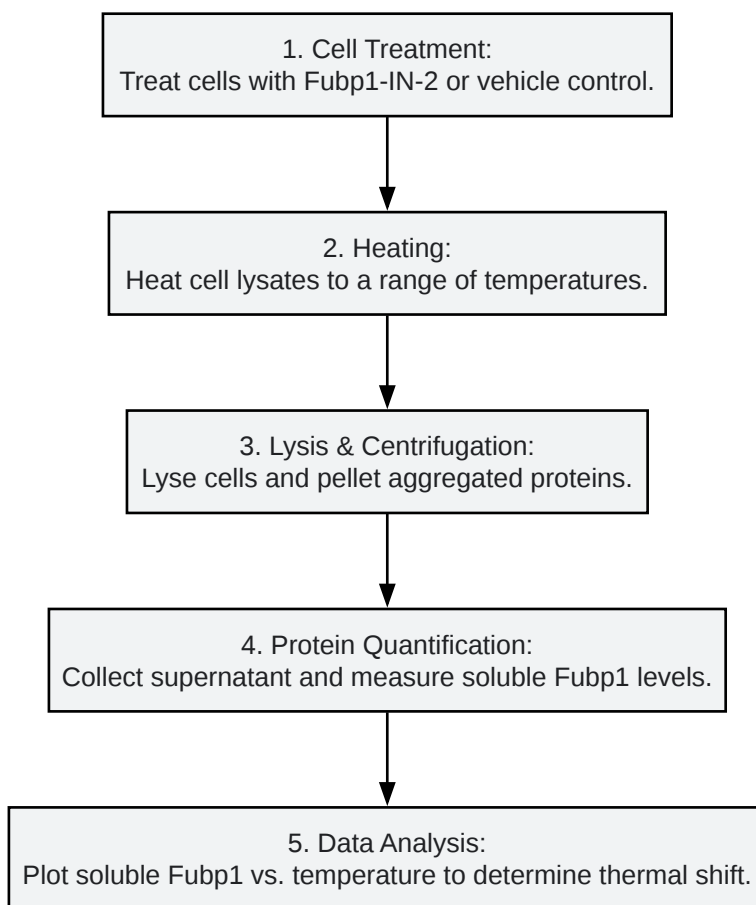 1. Cell Treatment:
Treat cells with Fubp1-IN-2 or vehicle control.
2. Heating:
Heat cell lysates to a range of temperatures.
3. Lysis & Centrifugation:
Lyse cells and pellet aggregated proteins.
4. Protein Quantification:
Collect supernatant and measure soluble Fubp1 levels.
5. Data Analysis:
Plot soluble Fubp1 vs. temperature to determine thermal shift.